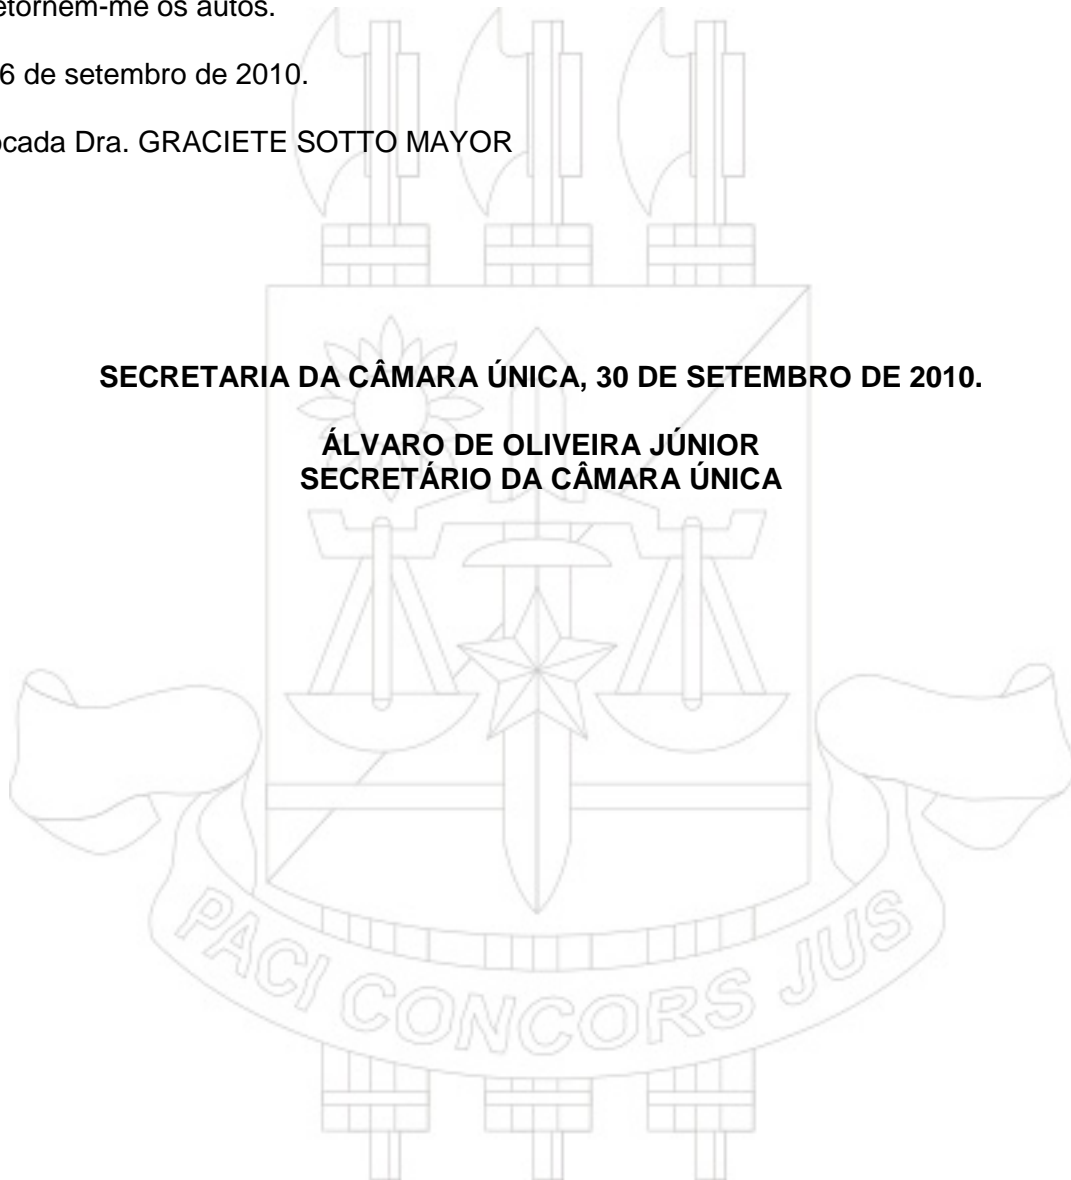 etornem-me os autos.
6 de setembro de 2010.
ocada Dra. GRACIETE SOTTO MAYOR
SECRETARIA DA CÂMARA ÚNICA, 30 DE SETEMBRO DE 2010.
ÁLVARO DE OLIVEIRA JÚNIOR
SECRETÁRIO DA CÂMARA ÚNICA
PACI CONCORS JUS